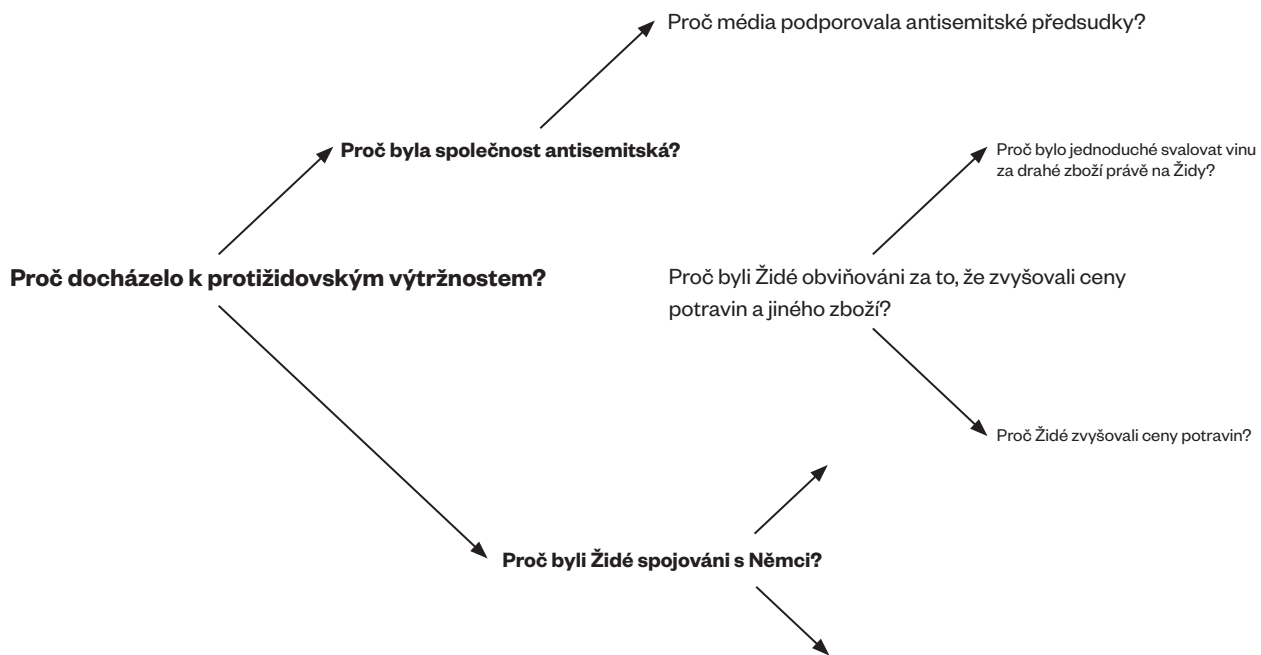 Proč média podporovala antisemitské předsudky?
Proč byla společnost antisemitská?
Proč bylo jednoduché svalovat vinu
za drahé zboží právě na Židy?
Proč docházelo k protižidovským výtržnostem?
Proč byli Židé obviňováni za to, že zvyšovali ceny
potravin a jiného zboží?
Proč Židé zvyšovali ceny potravin?
Proč byli Židé spojováni s Němci?